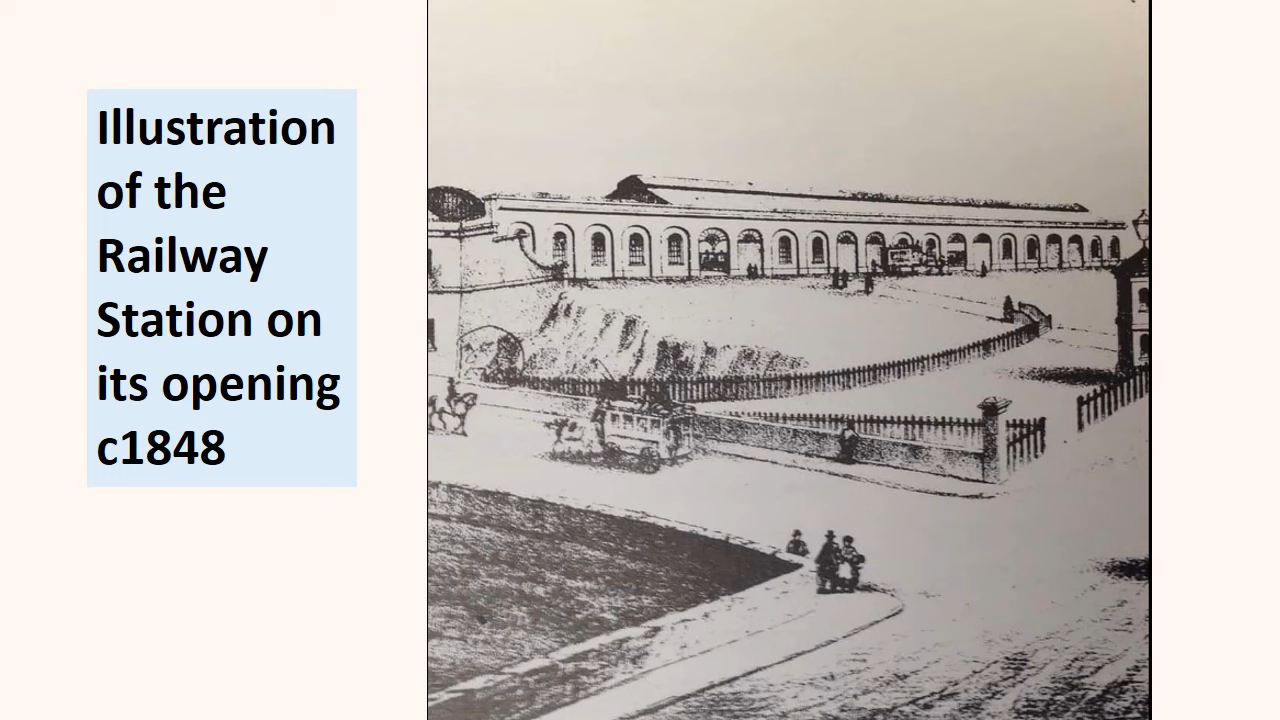 Illustration
of the
Railway
Station on
its opening
c1848